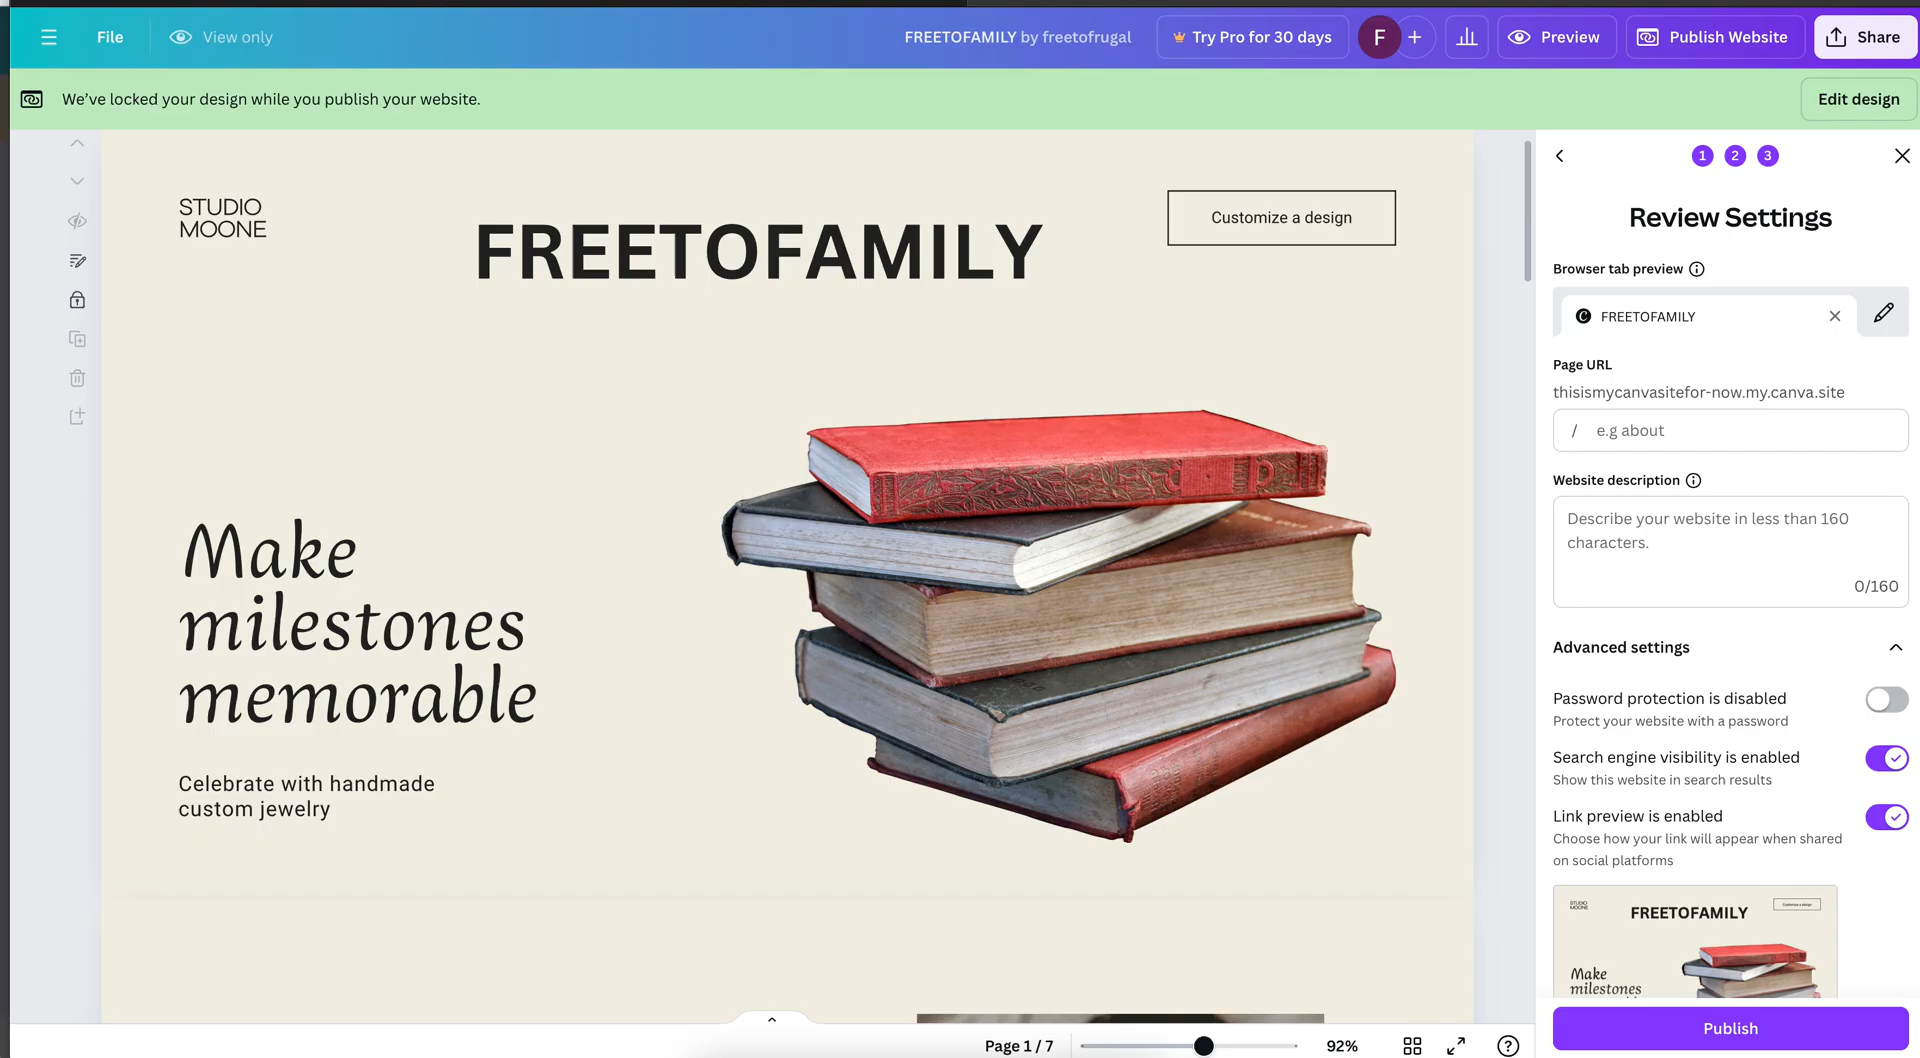 File
View only
FREETOFAMILY by freetofrugal
Try Pro for 30 days
F
Preview
Publish Website
Share
We've locked your design while you publish your website.
Edit design
STUDIO
MOONE
FREETOFAMILY
Customize a design
Make
milestones
memorable
Celebrate with handmade
custom jewelry
1 2 3
Review Settings
Browser tab preview
FREETOFAMILY
Page URL
thisismycanvasitefor-now.my.canva.site
/ e.g about
Website description
Describe your website in less than 160
characters.
0/160
Advanced settings
Password protection is disabled
Protect your website with a password
Search engine visibility is enabled
Show this website in search results
Link preview is enabled
Choose how your link will appear when shared
on social platforms
STUDIO
MOONE
FREETOFAMILY
Customize a design
Make
milestones
Publish
Page 1 / 7
92%